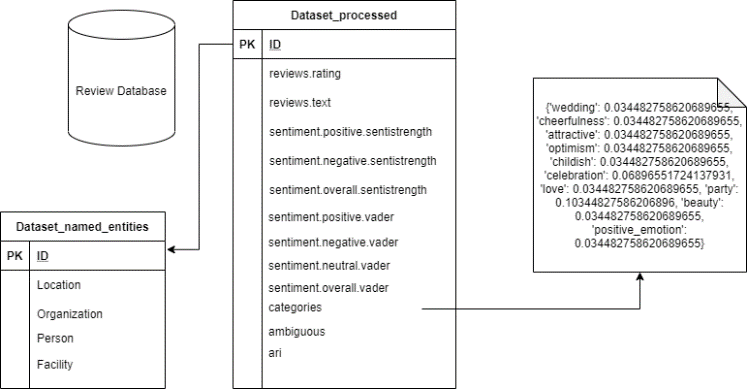 Review Database
Dataset_processed
PK ID
reviews.rating
reviews.text
sentiment.positive.sentistrength
sentiment.negative.sentistrength
sentiment.overall.sentistrength
sentiment.positive.vader
sentiment.negative.vader
sentiment.neutral.vader
sentiment.overall.vader
categories
ambiguous
ari
Dataset_named_entities
PK ID
Location
Organization
Person
Facility
{'wedding': 0.034482758620689655,
'cheerfulness': 0.034482758620689655,
'attractive': 0.034482758620689655,
'optimism': 0.034482758620689655,
'childish': 0.034482758620689655,
'celebration': 0.06896551724137931,
'love': 0.034482758620689655, 'party':
0.10344827586206896, 'beauty':
0.034482758620689655,
'positive_emotion':
0.034482758620689655}